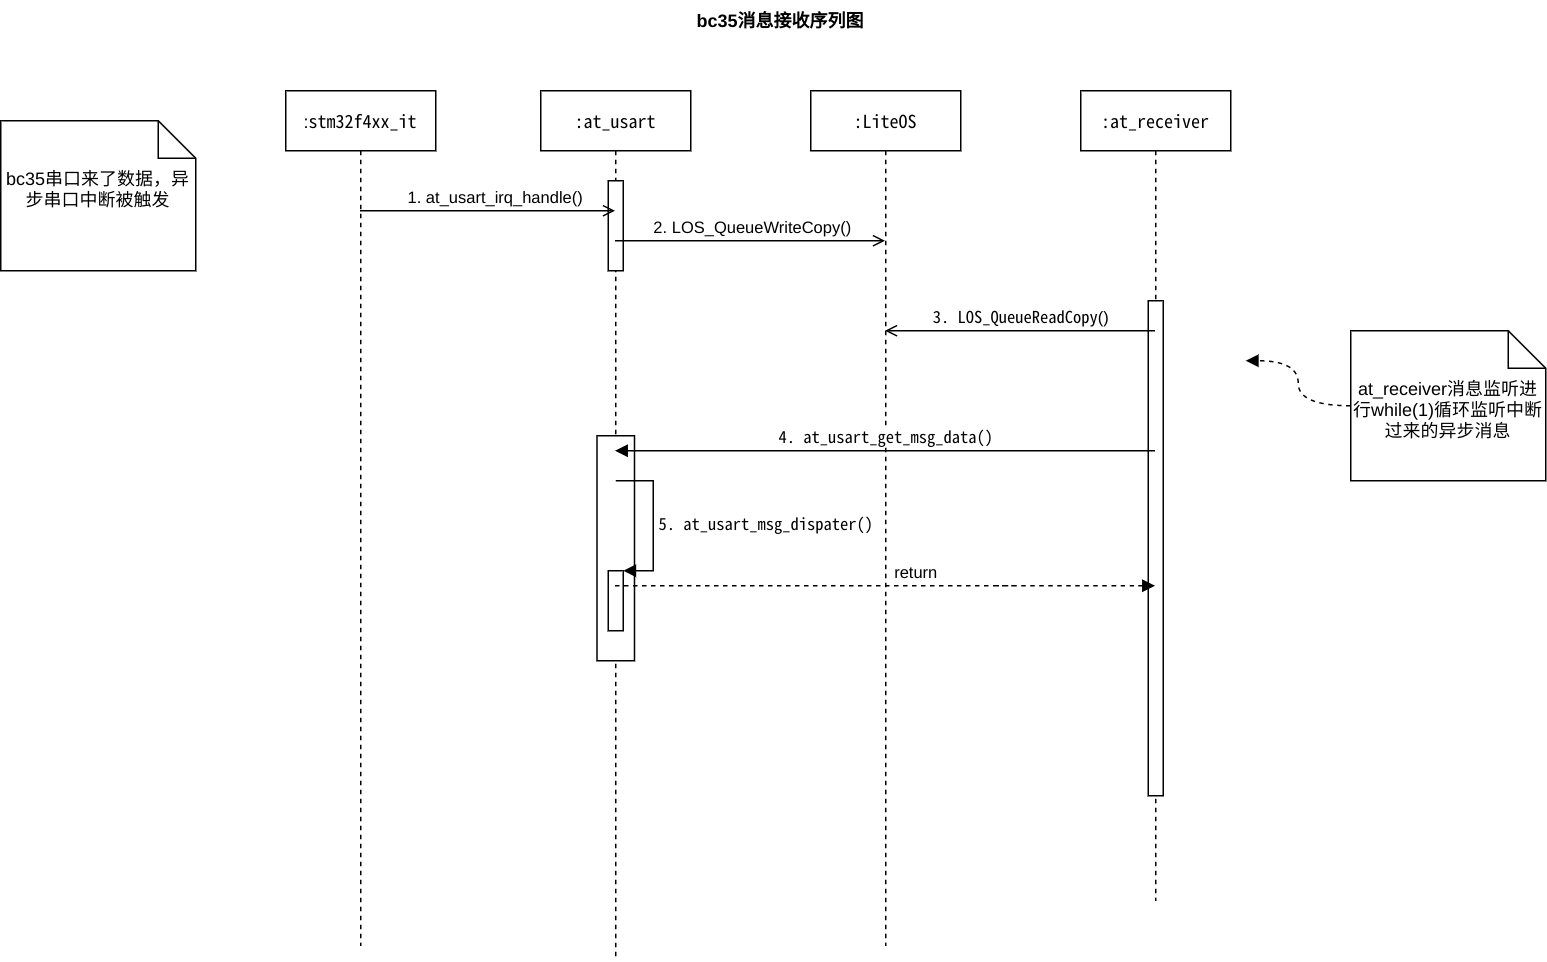 bc35消息接收序列图
:stm32f4xx_it
:at_usart
:LiteOS
:at_receiver
bc35串口来了数据，异
步串口中断被触发
1. at_usart_irq_handle()
2. LOS_QueueWriteCopy()
3. LOS_QueueReadCopy()
at_receiver消息监听进
行while(1)循环监听中断
过来的异步消息
4. at_usart_get_msg_data()
5. at_usart_msg_dispater()
return